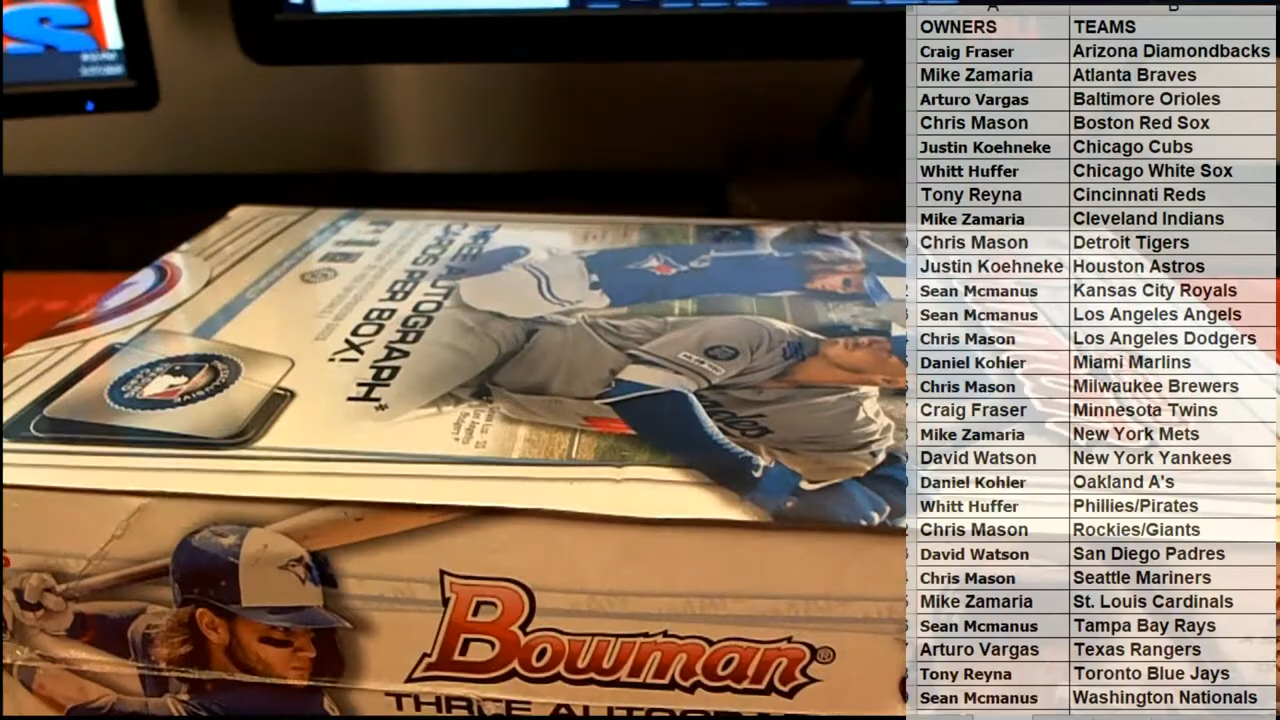 OWNERS TEAMS
Craig Fraser Arizona Diamondbacks
Mike Zamaria Atlanta Braves
Arturo Vargas Baltimore Orioles
Chris Mason Boston Red Sox
Justin Koehneke Chicago Cubs
Whitt Huffer Chicago White Sox
Tony Reyna Cincinnati Reds
Mike Zamaria Cleveland Indians
Chris Mason Detroit Tigers
Justin Koehneke Houston Astros
Sean Mcmanus Kansas City Royals
Sean Mcmanus Los Angeles Angels
Chris Mason Los Angeles Dodgers
Daniel Kohler Miami Marlins
Chris Mason Milwaukee Brewers
Craig Fraser Minnesota Twins
Mike Zamaria New York Mets
David Watson New York Yankees
Daniel Kohler Oakland A's
Whitt Huffer Phillies/Pirates
Chris Mason Rockies/Giants
David Watson San Diego Padres
Chris Mason Seattle Mariners
Mike Zamaria St. Louis Cardinals
Sean Mcmanus Tampa Bay Rays
Arturo Vargas Texas Rangers
Tony Reyna Toronto Blue Jays
Sean Mcmanus Washington Nationals
THREE AUTOGRAPH*
CARDS PER BOX!
Bowman®
THREE